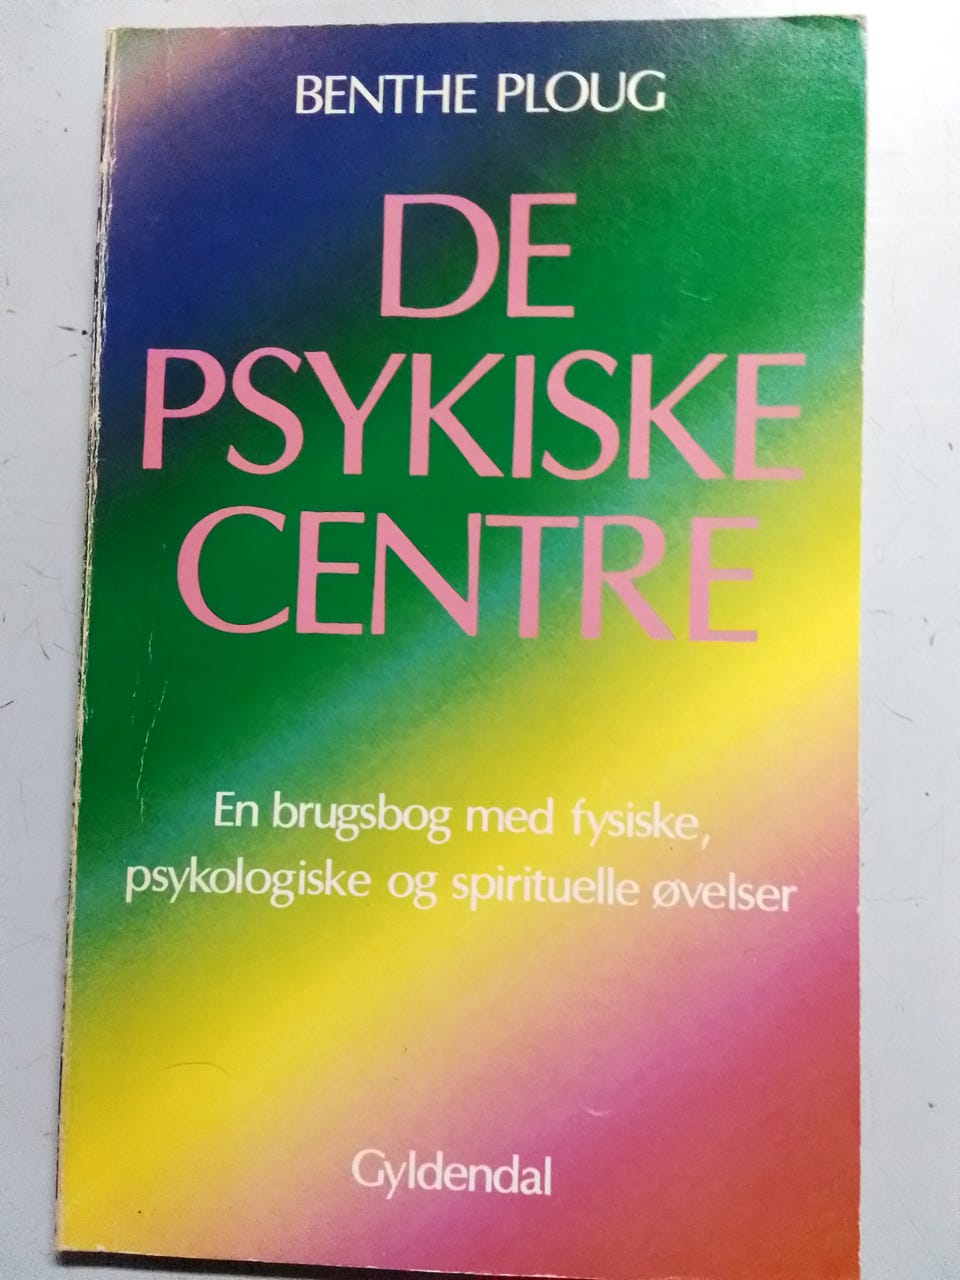 BENTHE PLOUG
DE
PSYKISKE
CENTRE
En brugsbog med fysiske,
psykologiske og spirituelle øvelser
Gyldendal